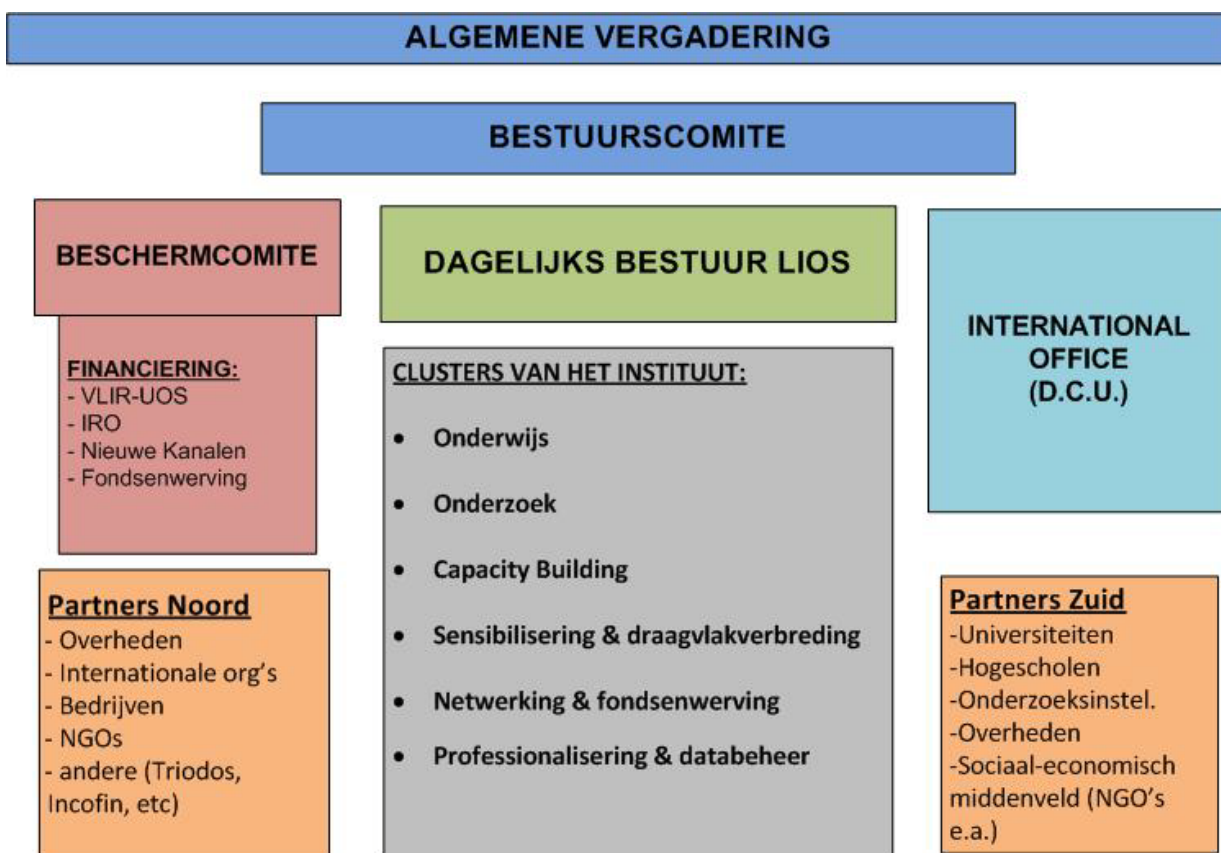 ALGEMENE VERGADERING
BESTUURSCOMITE
BESCHERMCOMITE
FINANCIERING:
- VLIR-UOS
- IRO
- Nieuwe Kanalen
- Fondsenwerving
Partners Noord
- Overheden
- Internationale org's
- Bedrijven
- NGOs
- andere (Triodos,
Incofin, etc)
DAGELIJKS BESTUUR LIOS
CLUSTERS VAN HET INSTITUUT:
• Onderwijs
• Onderzoek
• Capacity Building
• Sensibilisering & draagvlakverbreding
• Netwerking & fondsenwerving
• Professionalisering & databeheer
INTERNATIONAL
OFFICE
(D.C.U.)
Partners Zuid
-Universiteiten
-Hogescholen
-Onderzoeksinstel.
-Overheden
-Sociaal-economisch
middenveld (NGO's
e.a.)